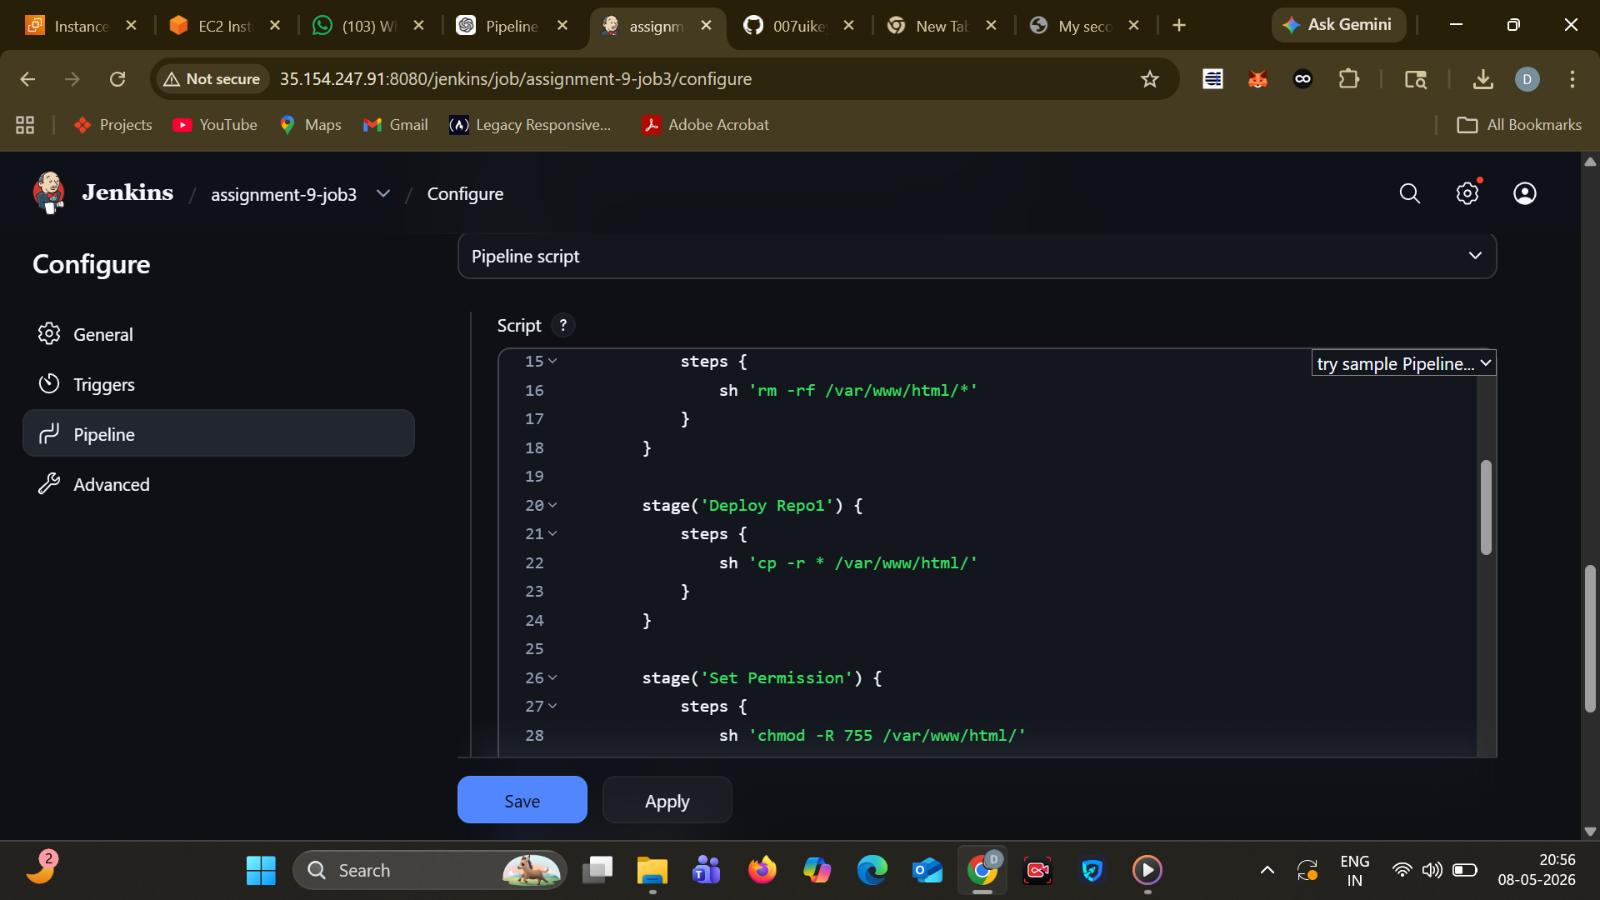 Instance
EC2 Inst
(103) W
Pipeline
assignm
007uike
New Tab
My seco
Ask Gemini
Not secure
35.154.247.91:8080/jenkins/job/assignment-9-job3/configure
D
Projects
YouTube
Maps
Gmail
Legacy Responsive...
Adobe Acrobat
All Bookmarks
Jenkins / assignment-9-job3 / Configure
Configure
General
Triggers
Pipeline
Advanced
Pipeline script
Script ?
try sample Pipeline...
15 steps {
16 sh 'rm -rf /var/www/html/*'
17 }
18 }
19
20 stage('Deploy Repo1') {
21 steps {
22 sh 'cp -r * /var/www/html/'
23 }
24 }
25
26 stage('Set Permission') {
27 steps {
28 sh 'chmod -R 755 /var/www/html/'
Save
Apply
2
Search
D
ENG
IN
20:56
08-05-2026